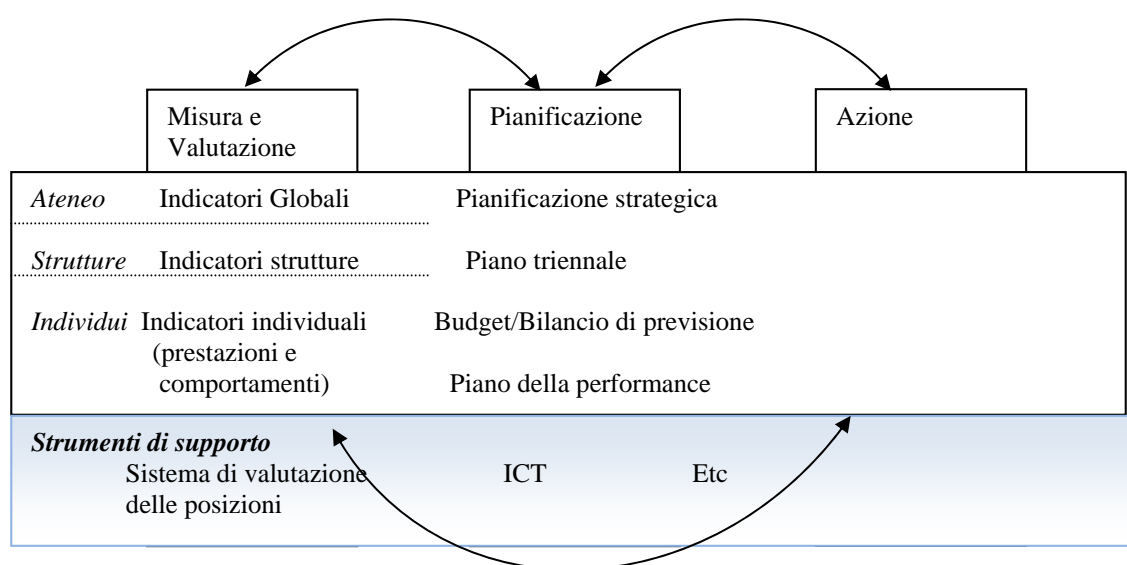 Misura e Pianificazione Azione
Valutazione
Ateneo Indicatori Globali Pianificazione strategica
Strutture Indicatori strutture Piano triennale
Individui Indicatori individuali Budget/Bilancio di previsione
(prestazioni e
comportamenti) Piano della performance
Strumenti di supporto
Sistema di valutazione ICT Etc
delle posizioni